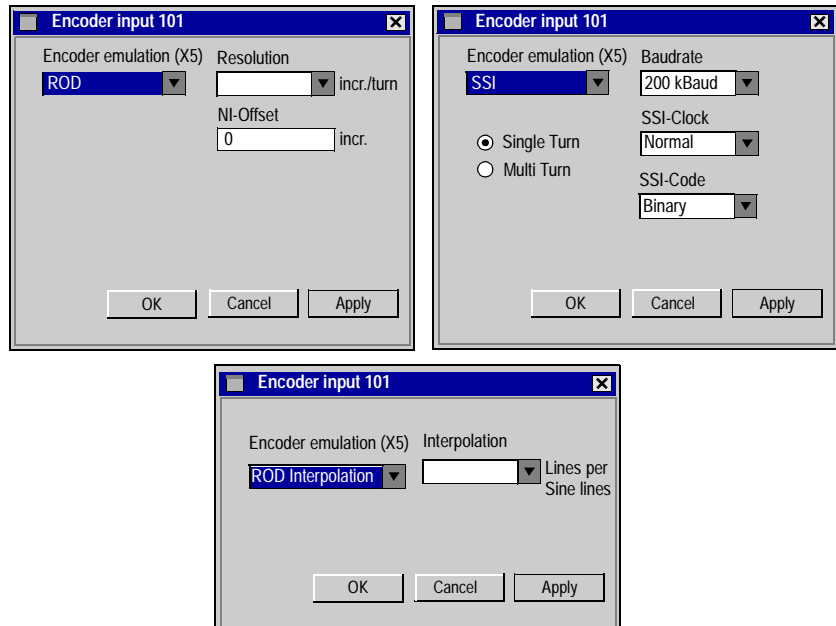 Encoder input 101
Encoder emulation (X5) Resolution
ROD incr./turn
NI-Offset
0 incr.
OK Cancel Apply
Encoder input 101
Encoder emulation (X5) Baudrate
SSI 200 kBaud
SSI-Clock
Single Turn Normal
Multi Turn
SSI-Code
Binary
OK Cancel Apply
Encoder input 101
Encoder emulation (X5) Interpolation
ROD Interpolation Lines per
Sine lines
OK Cancel Apply